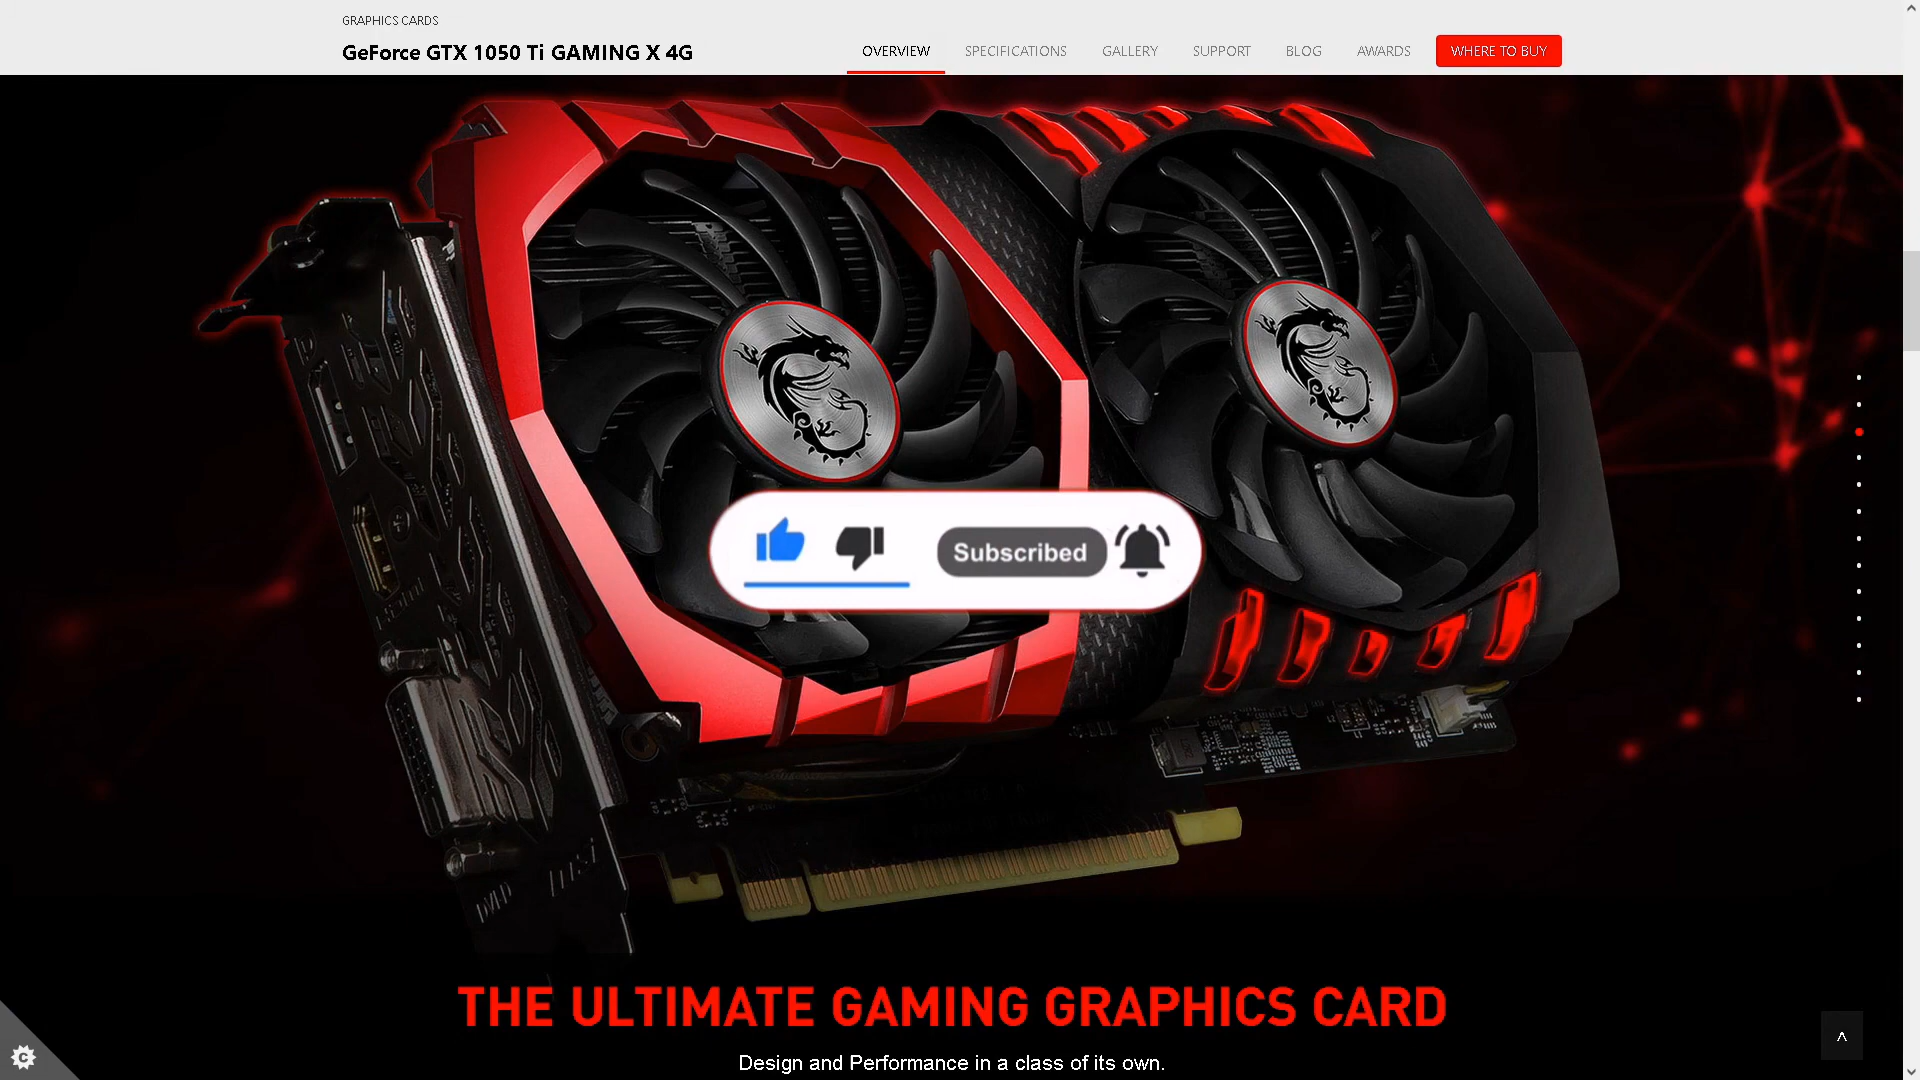 GRAPHICS CARDS
GeForce GTX 1050 Ti GAMING X 4G
OVERVIEW SPECIFICATIONS GALLERY SUPPORT BLOG AWARDS WHERE TO BUY
Subscribed
THE ULTIMATE GAMING GRAPHICS CARD
Design and Performance in a class of its own.